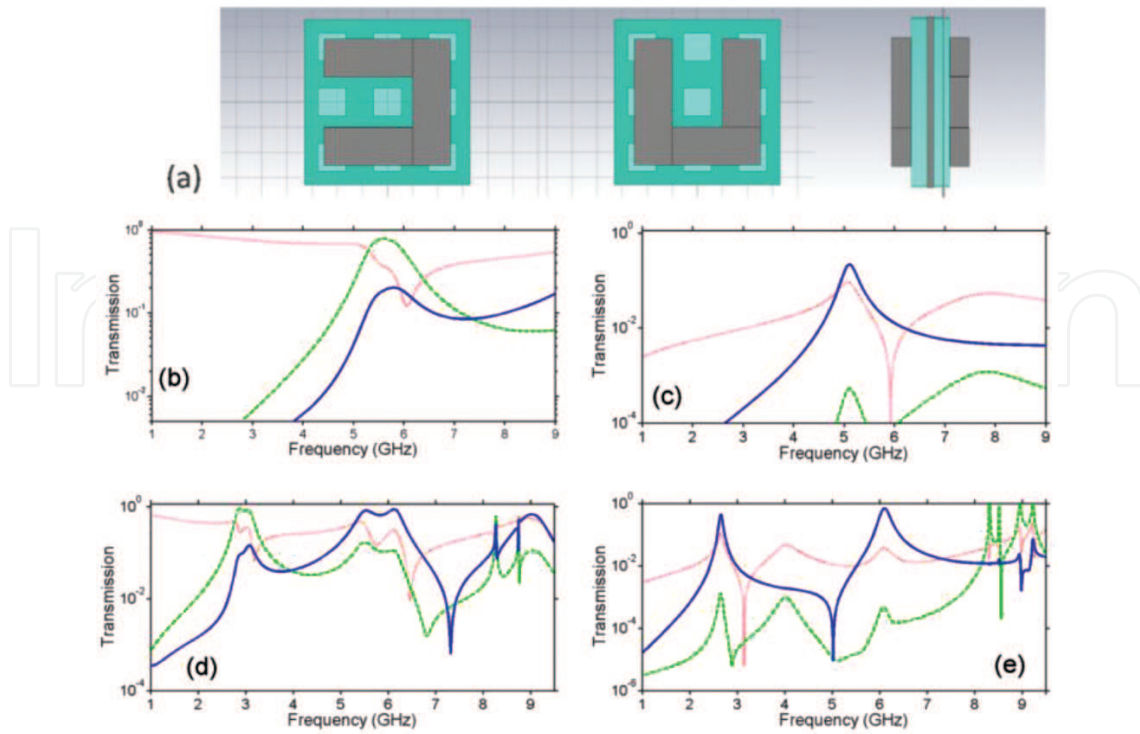 (a)
10^0
10^-1
10^-2
Transmission
(b)
1 2 3 4 5 6 7 8 9
Frequency (GHz)
10^0
10^-2
10^-4
Transmission
(c)
1 2 3 4 5 6 7 8 9
Frequency (GHz)
10^0
10^-2
10^-4
Transmission
(d)
1 2 3 4 5 6 7 8 9
Frequency (GHz)
10^0
10^-2
10^-4
10^-6
Transmission
(e)
1 2 3 4 5 6 7 8 9
Frequency (GHz)